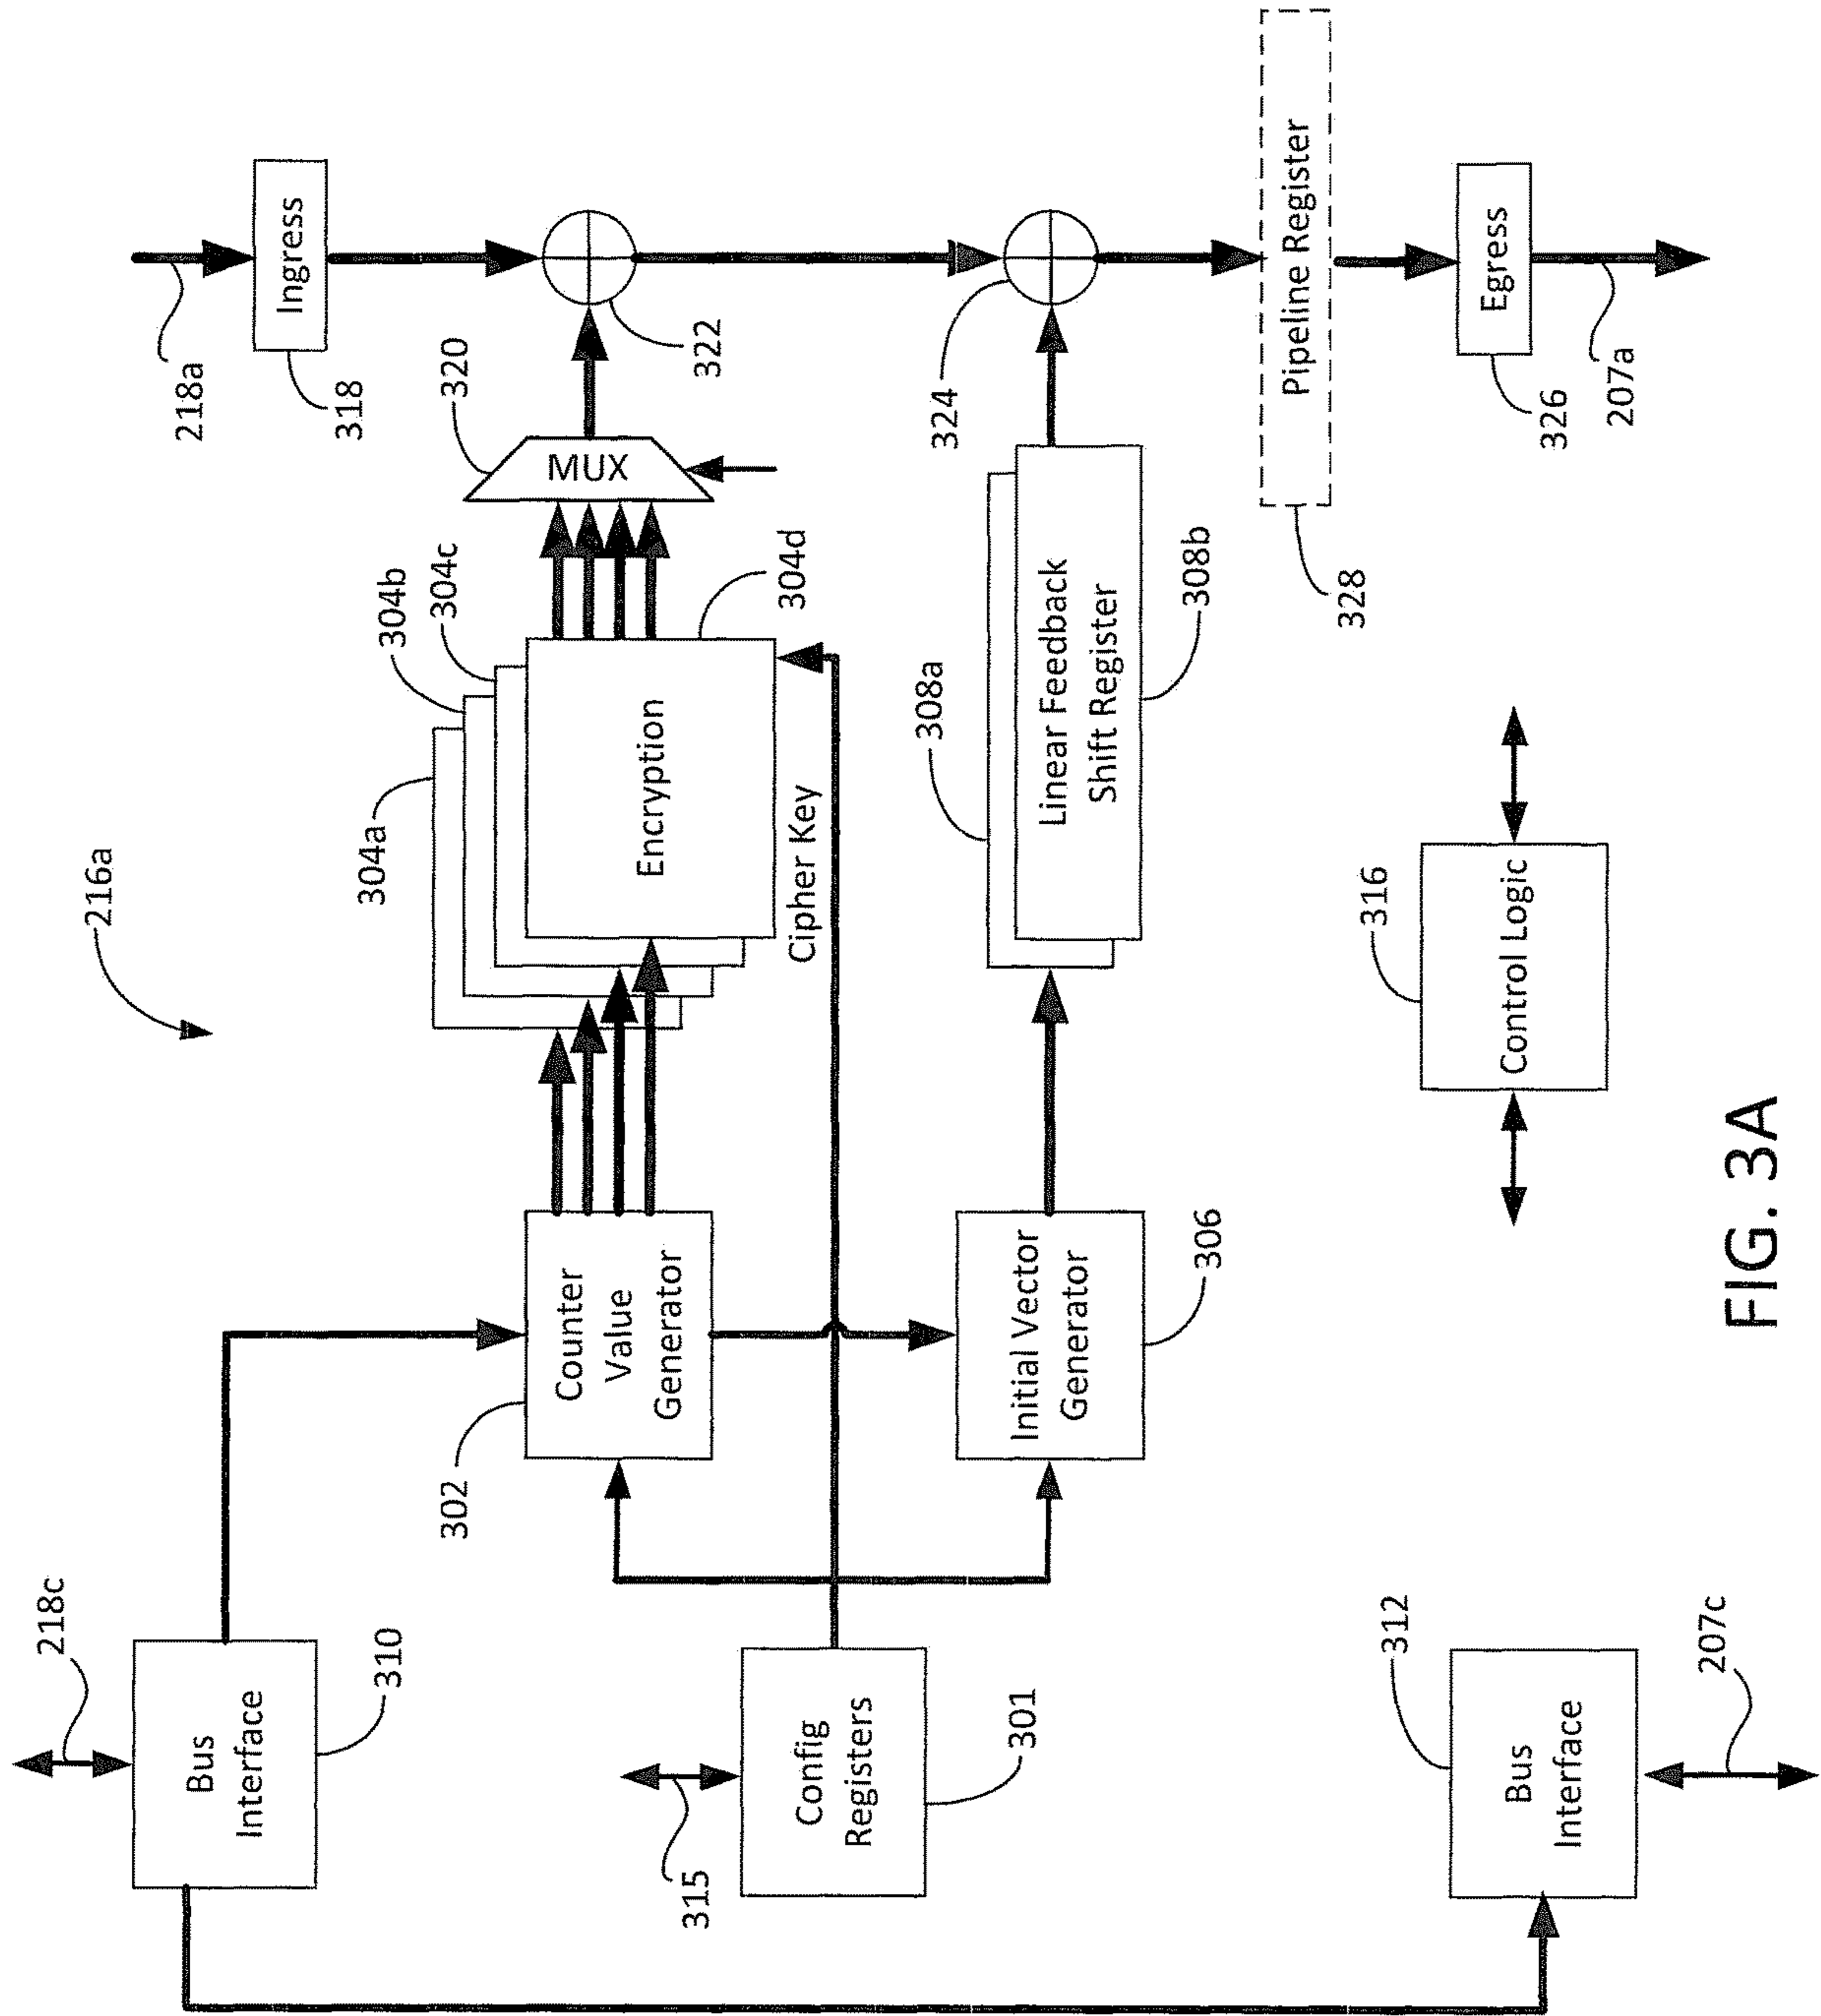 216a
218c
Bus
Interface
310
218a
Ingress
318
304a
304b
304c
304d
Encryption
Cipher Key
MUX
320
322
302
Counter
Value
Generator
315
Config
Registers
301
Initial Vector
Generator
306
308a
Linear Feedback
Shift Register
308b
324
Pipeline Register
328
312
Bus
Interface
207c
316
Control Logic
Egress
326
207a
FIG. 3A